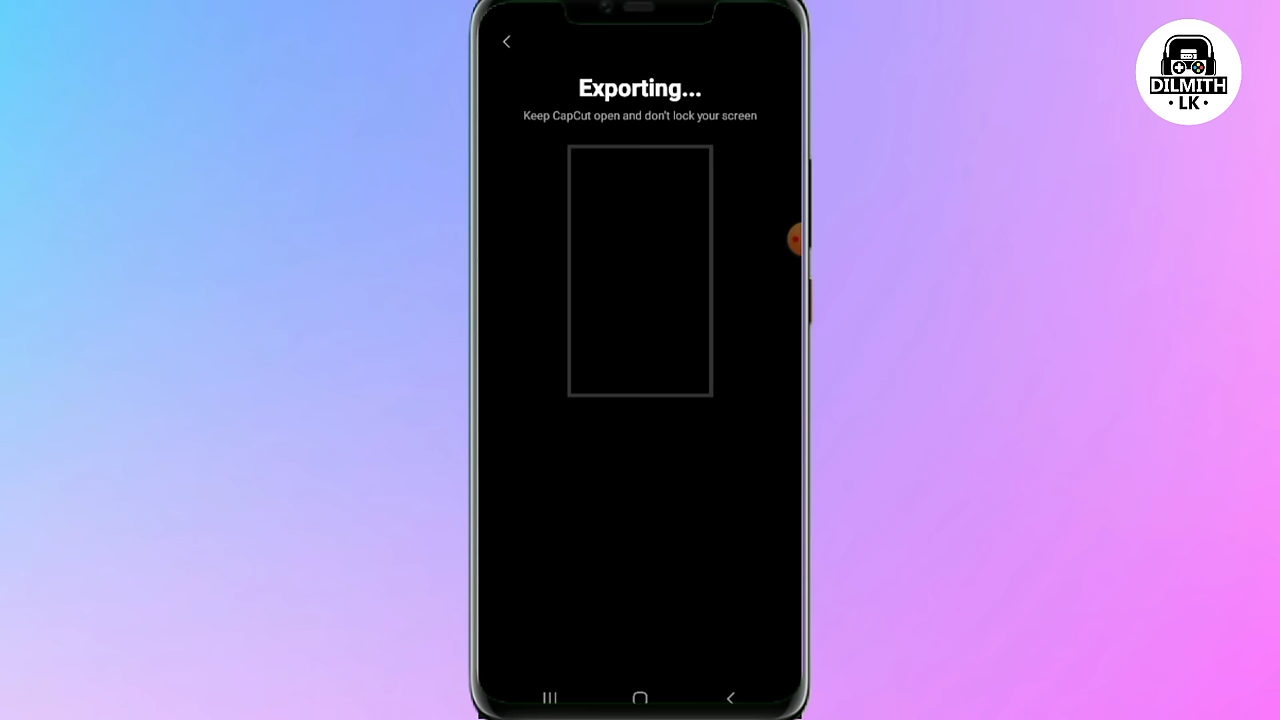 Exporting...
Keep CapCut open and don't lock your screen
DILMITH
• LK •